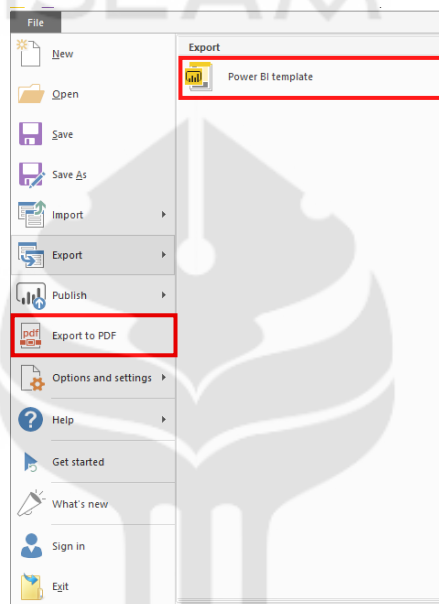 File
New
Open
Save
Save As
Import
Export
Publish
pdf
Export to PDF
Options and settings
?
Help
Get started
What's new
Sign in
Exit
Export
Power BI template